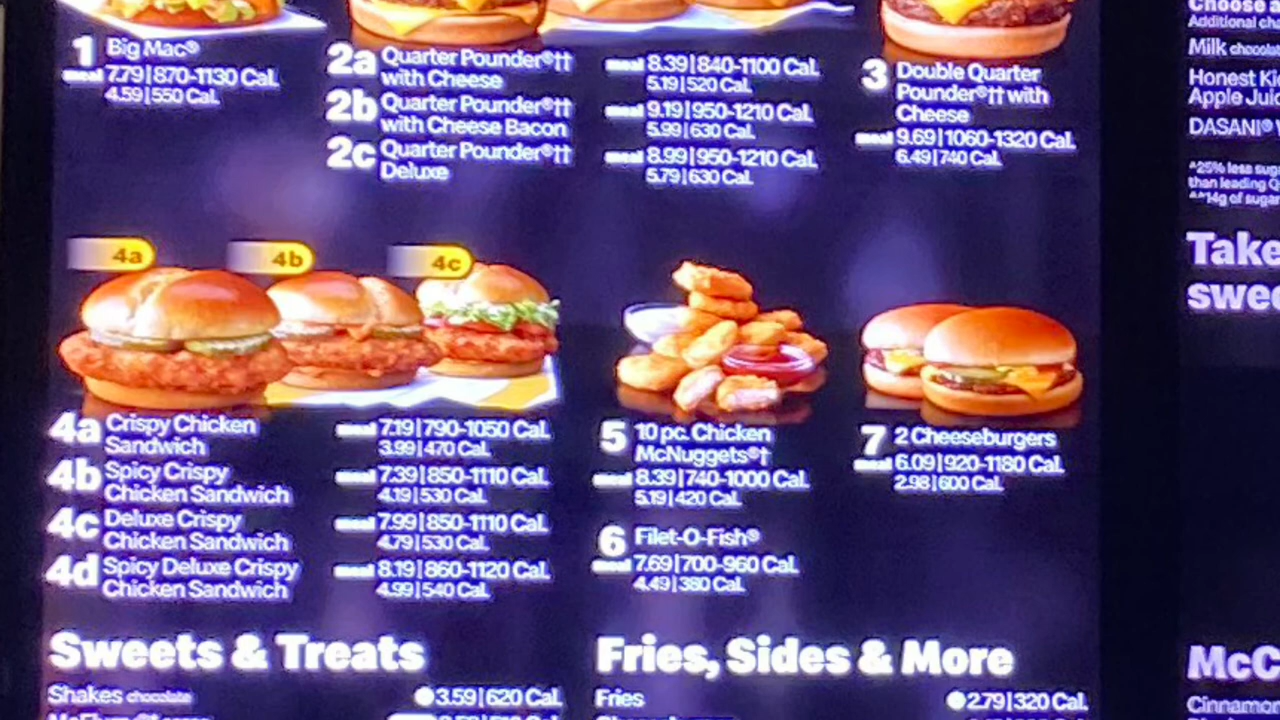 1 Big Mac®
meal 7.79|870-1130 Cal.
4.59|550 Cal.
2a Quarter Pounder®††
with Cheese
meal 8.39|840-1100 Cal.
5.19|520 Cal.
2b Quarter Pounder®††
with Cheese Bacon
meal 9.19|950-1210 Cal.
5.99|630 Cal.
2c Quarter Pounder®††
Deluxe
meal 8.99|950-1210 Cal.
5.79|630 Cal.
3 Double Quarter
Pounder®†† with
Cheese
meal 9.69|1060-1320 Cal.
6.49|740 Cal.
4a
4b
4c
4a Crispy Chicken
Sandwich
meal 7.19|790-1050 Cal.
3.99|470 Cal.
4b Spicy Crispy
Chicken Sandwich
meal 7.39|850-1110 Cal.
4.19|530 Cal.
4c Deluxe Crispy
Chicken Sandwich
meal 7.99|850-1110 Cal.
4.79|530 Cal.
4d Spicy Deluxe Crispy
Chicken Sandwich
meal 8.19|860-1120 Cal.
4.99|540 Cal.
5 10 pc. Chicken
McNuggets®†
meal 8.39|740-1000 Cal.
5.19|420 Cal.
6 Filet-O-Fish®
meal 7.69|700-960 Cal.
4.49|380 Cal.
7 2 Cheeseburgers
meal 6.09|920-1180 Cal.
2.98|600 Cal.
Sweets & Treats
Shakes chocolate
3.59|620 Cal.
Fries, Sides & More
Fries
2.79|320 Cal.
Choose a
Additional
Milk
Honest
Apple
DASANI®
^25% less
than leading
^^14g of sugar
Take
swee
McC